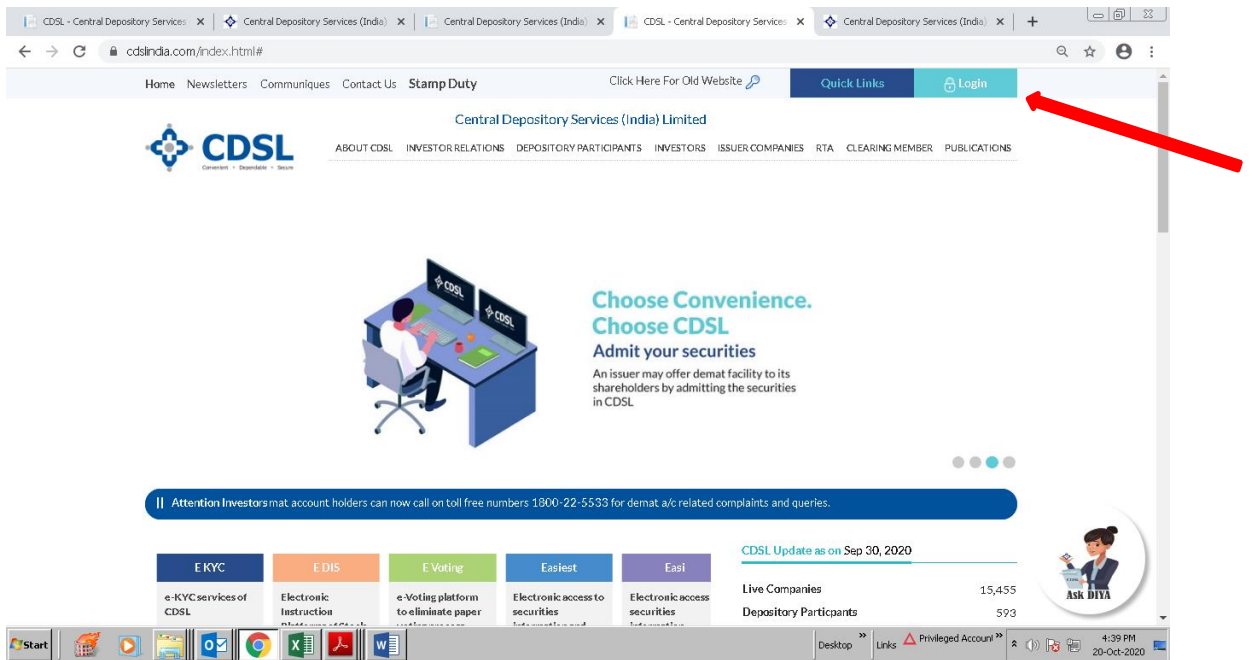 CDSL - Central Depository Services
Central Depository Services (India)
Central Depository Services (India)
CDSL - Central Depository Services
Central Depository Services (India)
cdslindia.com/index.html#
Home Newsletters Communiques Contact Us Stamp Duty
Click Here For Old Website
Quick Links
Login
Central Depository Services (India) Limited
CDSL
Convenient • Dependable • Secure
ABOUT CDSL INVESTOR RELATIONS DEPOSITORY PARTICIPANTS INVESTORS ISSUER COMPANIES RTA CLEARING MEMBER PUBLICATIONS
CDSL
CDSL
Choose Convenience.
Choose CDSL
Admit your securities
An issuer may offer demat facility to its
shareholders by admitting the securities
in CDSL
Attention Investors mat account holders can now call on toll free numbers 1800-22-5533 for demat a/c related complaints and queries.
E KYC
e-KYC services of
CDSL
E DIS
Electronic
Instruction
E Voting
e-Voting platform
to eliminate paper
Easiest
Electronic access to
securities
Easi
Electronic access
securities
CDSL Update as on Sep 30, 2020
Live Companies 15,455
Depository Particpants 593
Ask DIYA
Start
Desktop
Links
Privileged Account
4:39 PM
20-Oct-2020